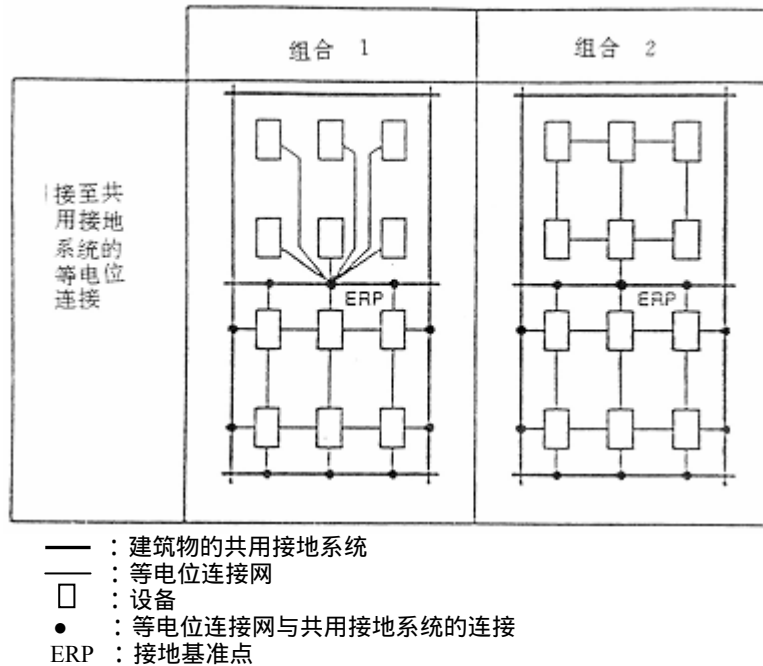 组合 1
组合 2
接至共
用接地
系统的
等电位
连接
ERP
ERP
：建筑物的共用接地系统
：等电位连接网
：设备
：等电位连接网与共用接地系统的连接
ERP ：接地基准点